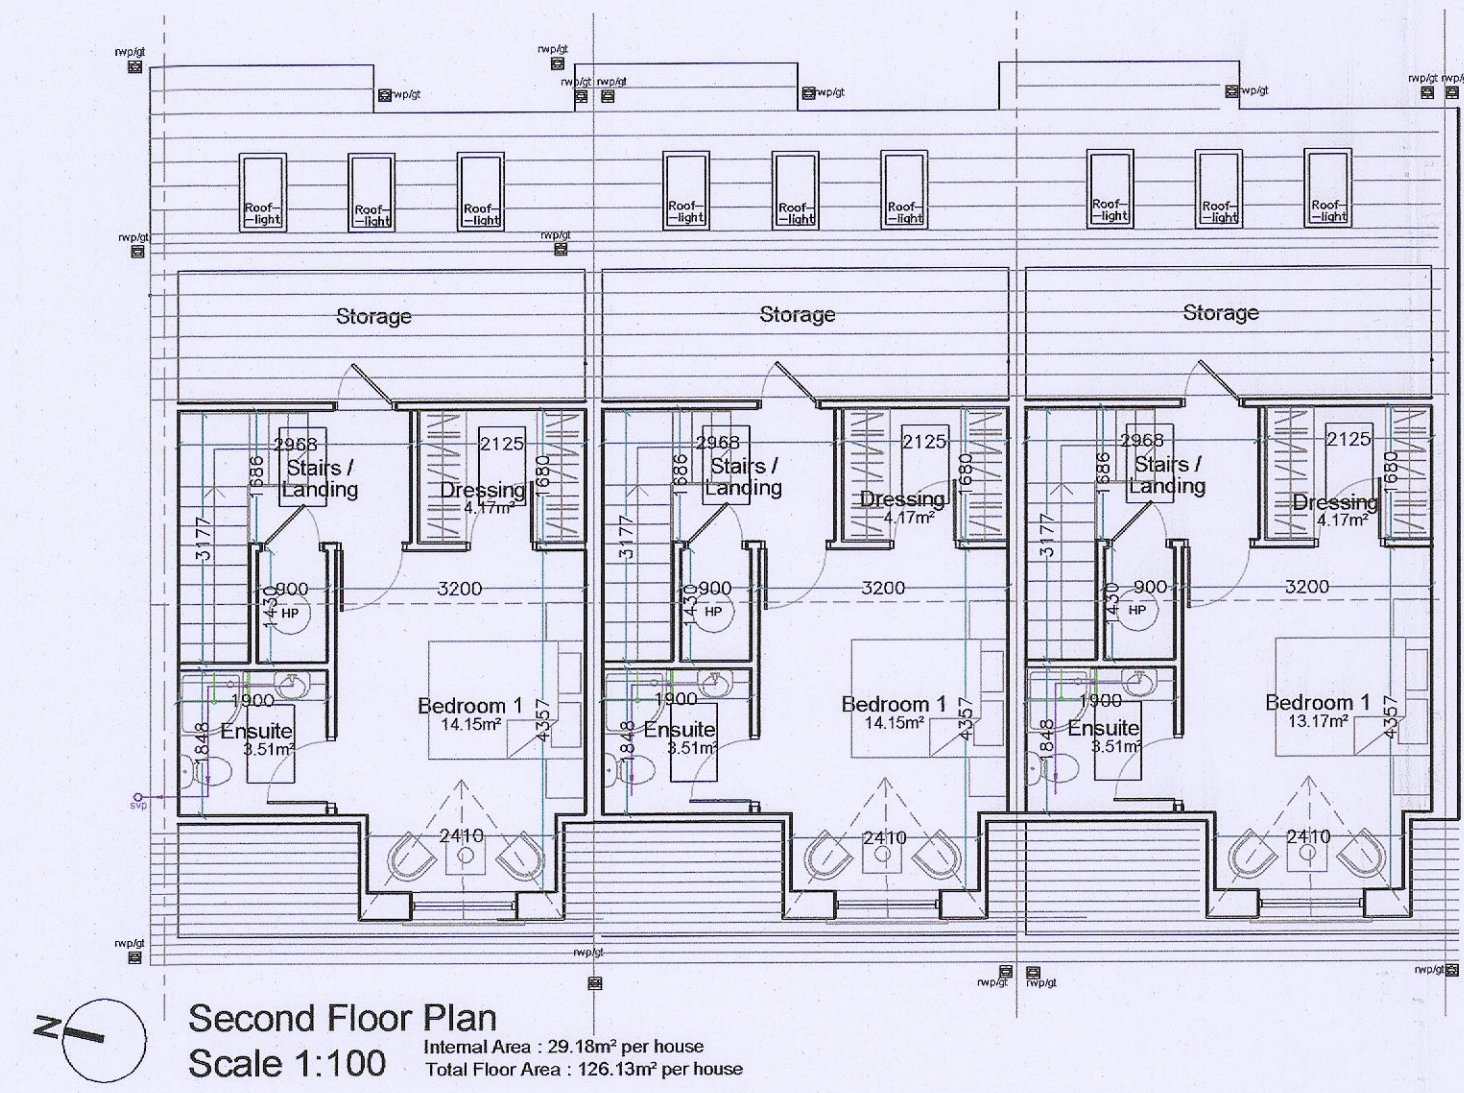 rwp/gt
rwp/gt
rwp/gt
rwp/gt
rwp/gt
rwp/gt
rwp/gt
rwp/gt
rwp/gt
rwp/gt
Roof-
-light
Roof-
-light
Roof-
-light
Roof-
-light
Roof-
-light
Roof-
-light
Roof-
-light
Roof-
-light
Roof-
-light
rwp/gt
rwp/gt
Storage
Storage
Storage
2968
2125
1686
Stairs /
Landing
1680
Dressing
4.17m²
3177
900
1430
HP
3200
1900
1848
Ensuite
3.51m²
Bedroom 1
14.15m²
4357
2410
svp
2968
2125
1686
Stairs /
Landing
1680
Dressing
4.17m²
3177
900
1430
HP
3200
1900
1848
Ensuite
3.51m²
Bedroom 1
14.15m²
4357
2410
2968
2125
1686
Stairs /
Landing
1680
Dressing
4.17m²
3177
900
1430
HP
3200
1900
1848
Ensuite
3.51m²
Bedroom 1
13.17m²
4357
2410
rwp/gt
rwp/gt
rwp/gt
rwp/gt
rwp/gt
N
Second Floor Plan
Scale 1:100
Internal Area : 29.18m² per house
Total Floor Area : 126.13m² per house